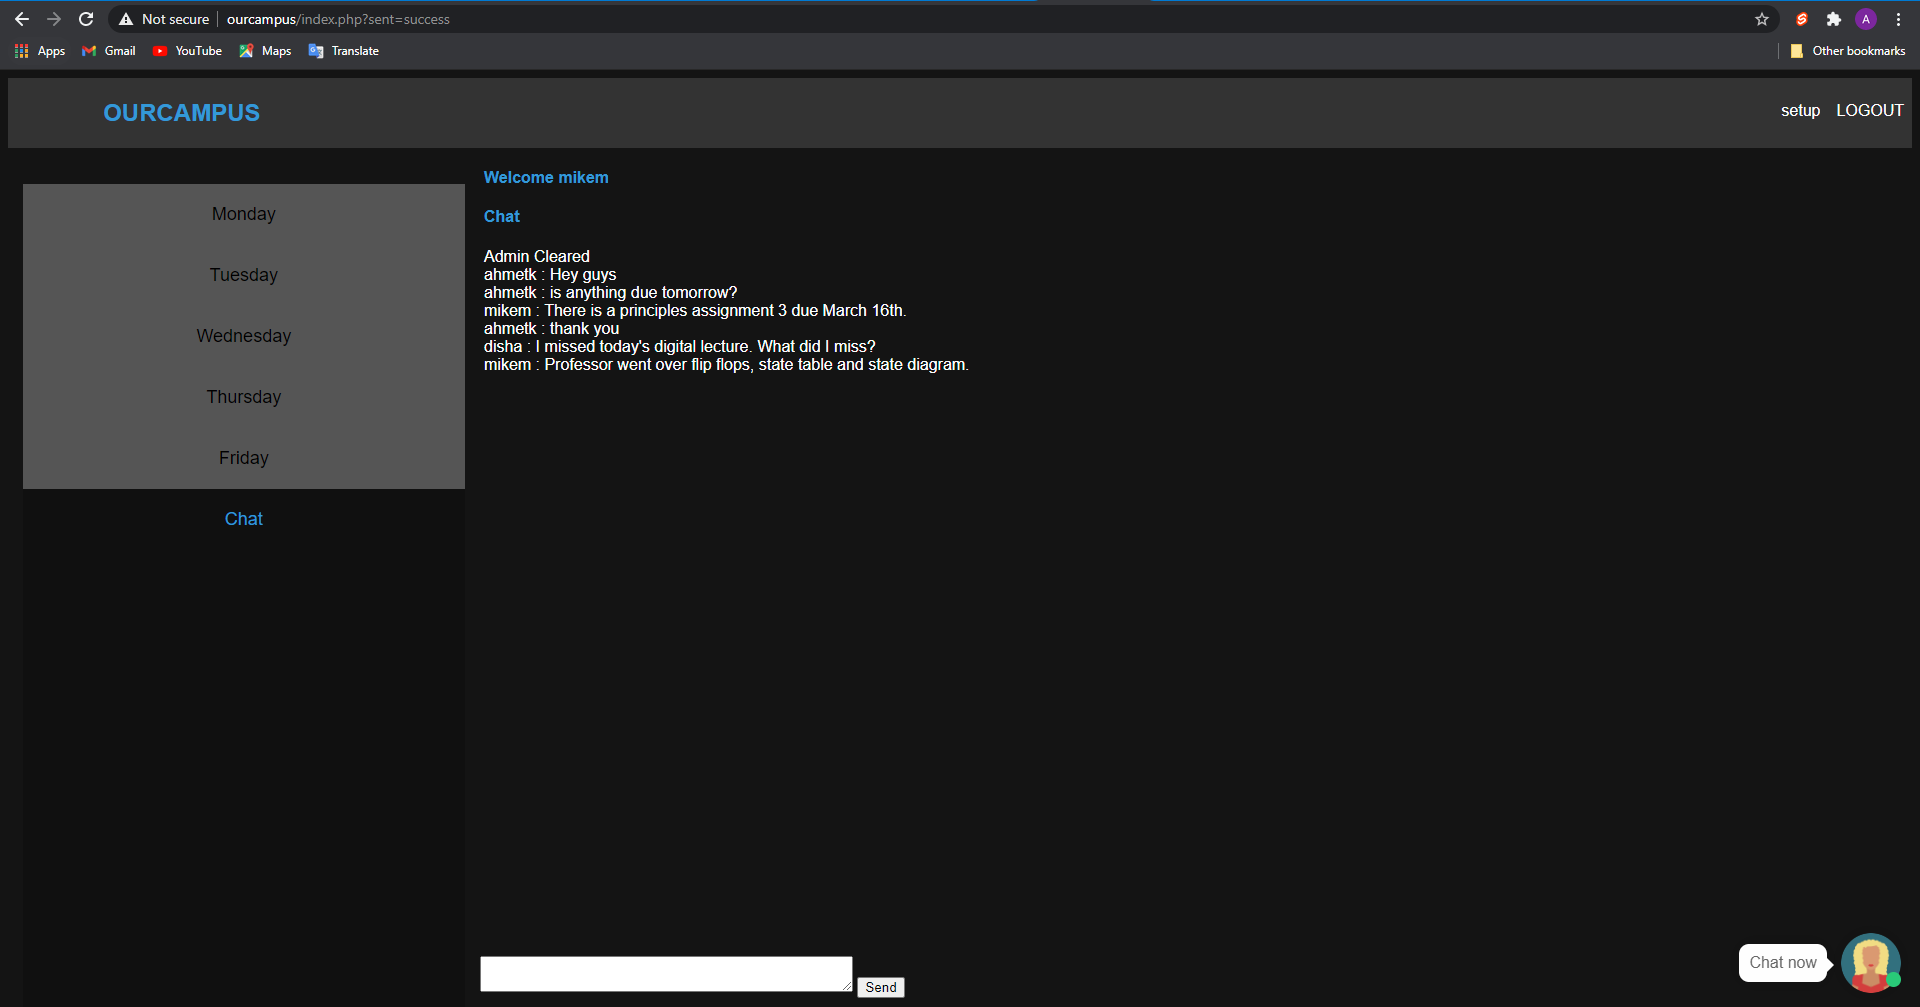 Not secure ourcampus/index.php?sent=success
A
Apps Gmail YouTube Maps Translate Other bookmarks
OURCAMPUS setup LOGOUT
Monday
Tuesday
Wednesday
Thursday
Friday
Chat
Welcome mikem
Chat
Admin Cleared
ahmetk : Hey guys
ahmetk : is anything due tomorrow?
mikem : There is a principles assignment 3 due March 16th.
ahmetk : thank you
disha : I missed today's digital lecture. What did I miss?
mikem : Professor went over flip flops, state table and state diagram.
Send
Chat now